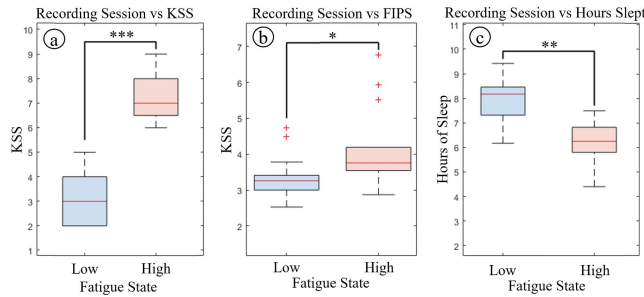 Recording Session vs KSS
a
***
10
9
8
7
6
5
4
3
2
1
KSS
Low
High
Fatigue State
Recording Session vs FIPS
b
*
7
6
5
4
3
2
1
KSS
Low
High
Fatigue State
Recording Session vs Hours Slept
c
**
11
10
9
8
7
6
5
4
3
2
Hours of Sleep
Low
High
Fatigue State